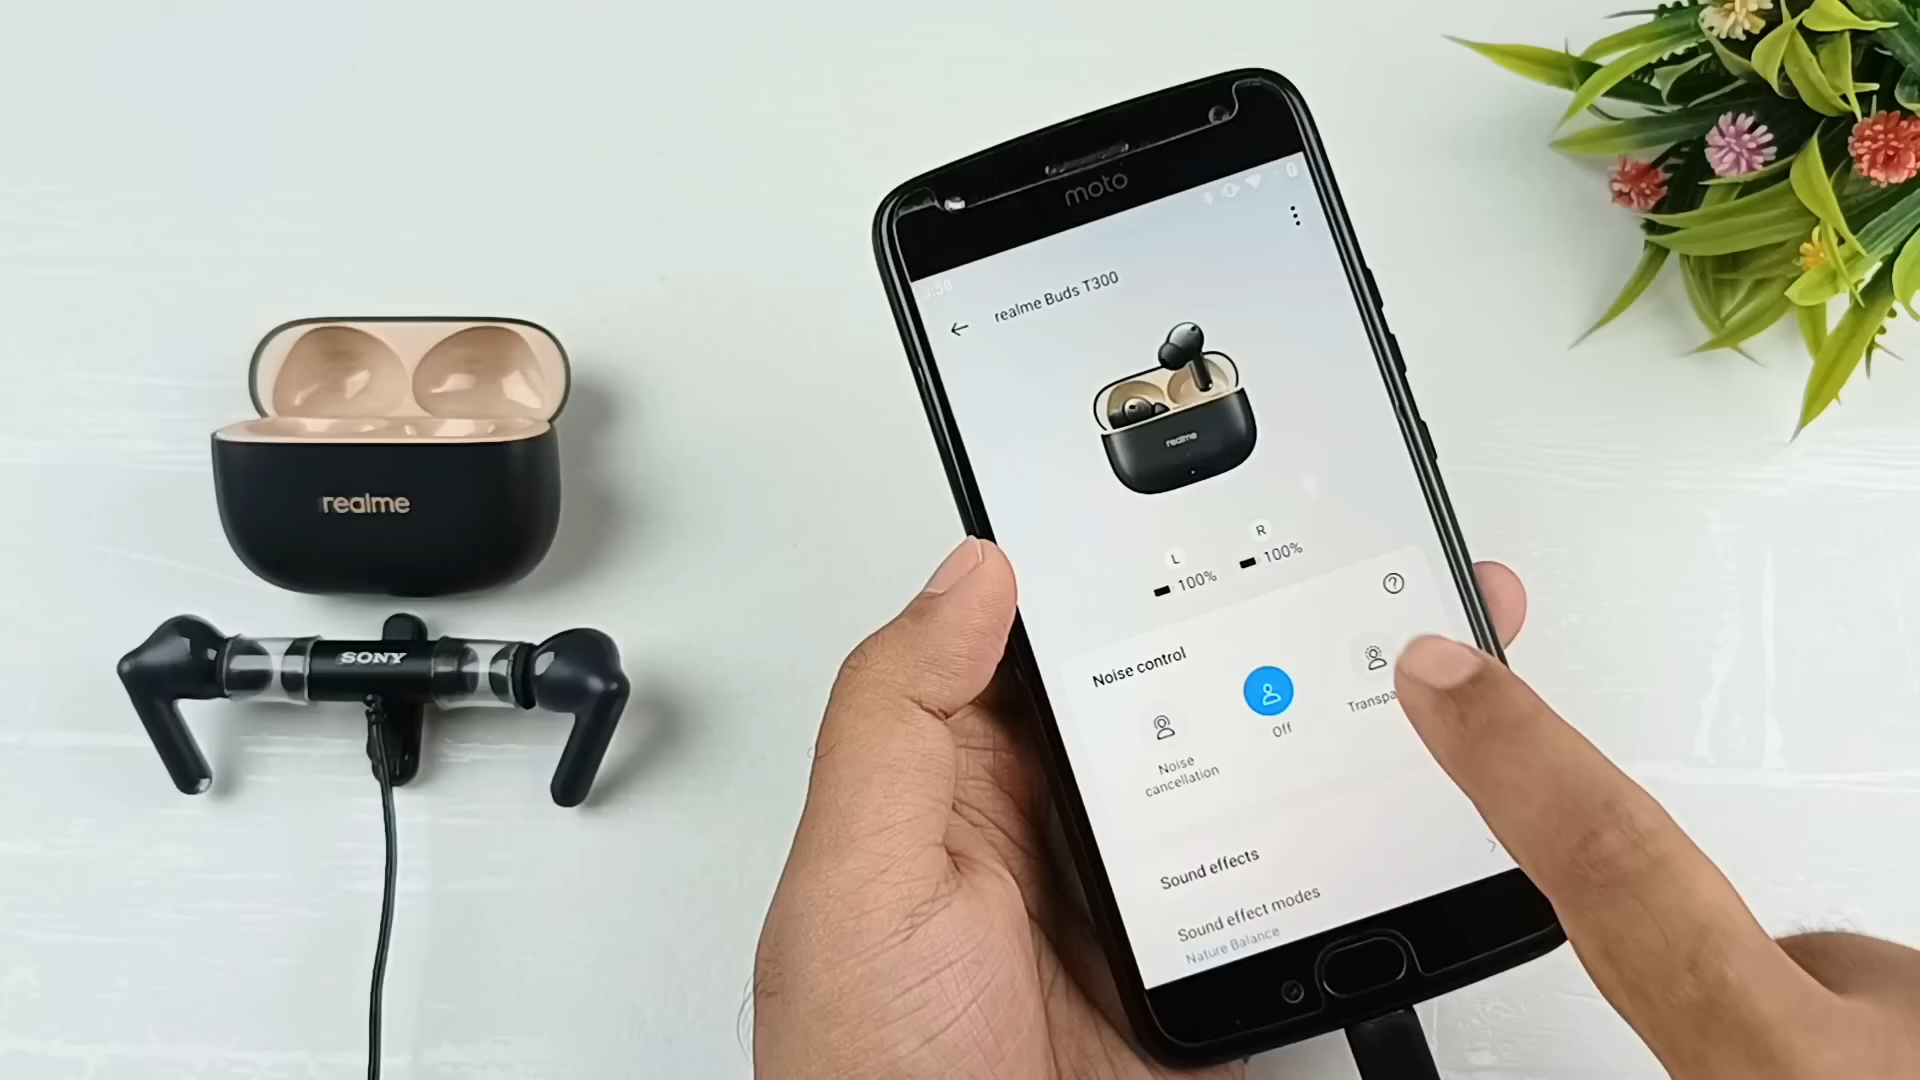 moto
realme Buds T300
realme
L
R
100%
100%
Noise control
Noise
cancellation
Off
Sound effects
Sound effect modes
Nature Balance
realme
SONY